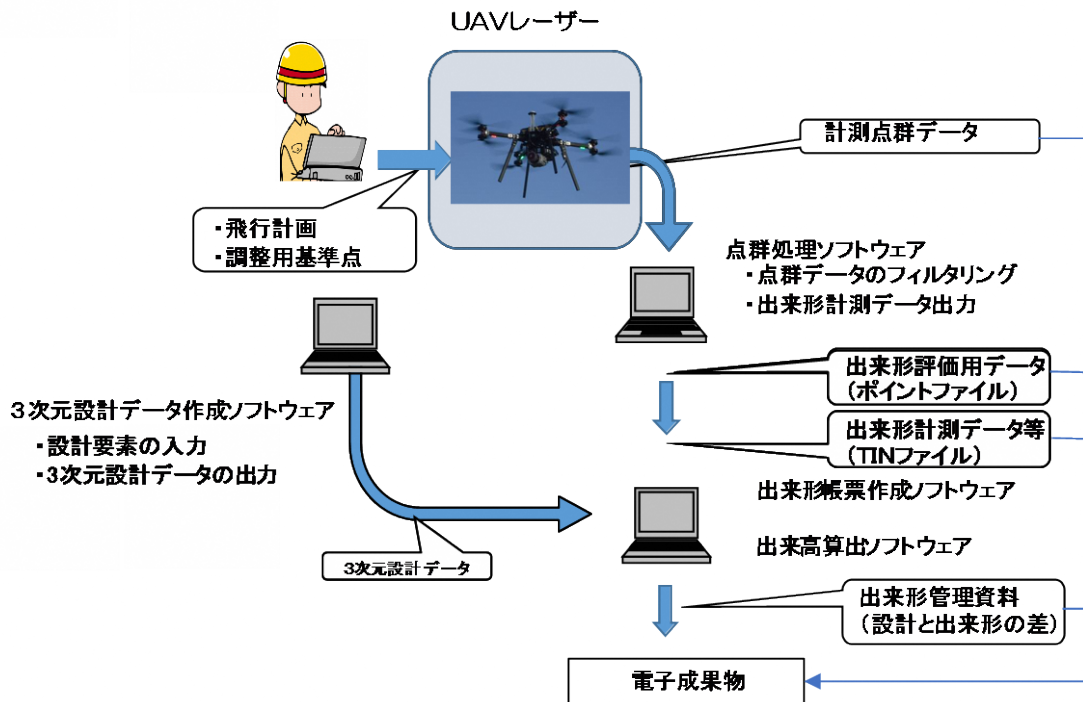 UAVレーザー
計測点群データ
・飛行計画
・調整用基準点
点群処理ソフトウェア
・点群データのフィルタリング
・出来形計測データ出力
出来形評価用データ
(ポイントファイル)
3次元設計データ作成ソフトウェア
・設計要素の入力
・3次元設計データの出力
出来形計測データ等
(TINファイル)
出来形帳票作成ソフトウェア
出来高算出ソフトウェア
3次元設計データ
出来形管理資料
(設計と出来形の差)
電子成果物